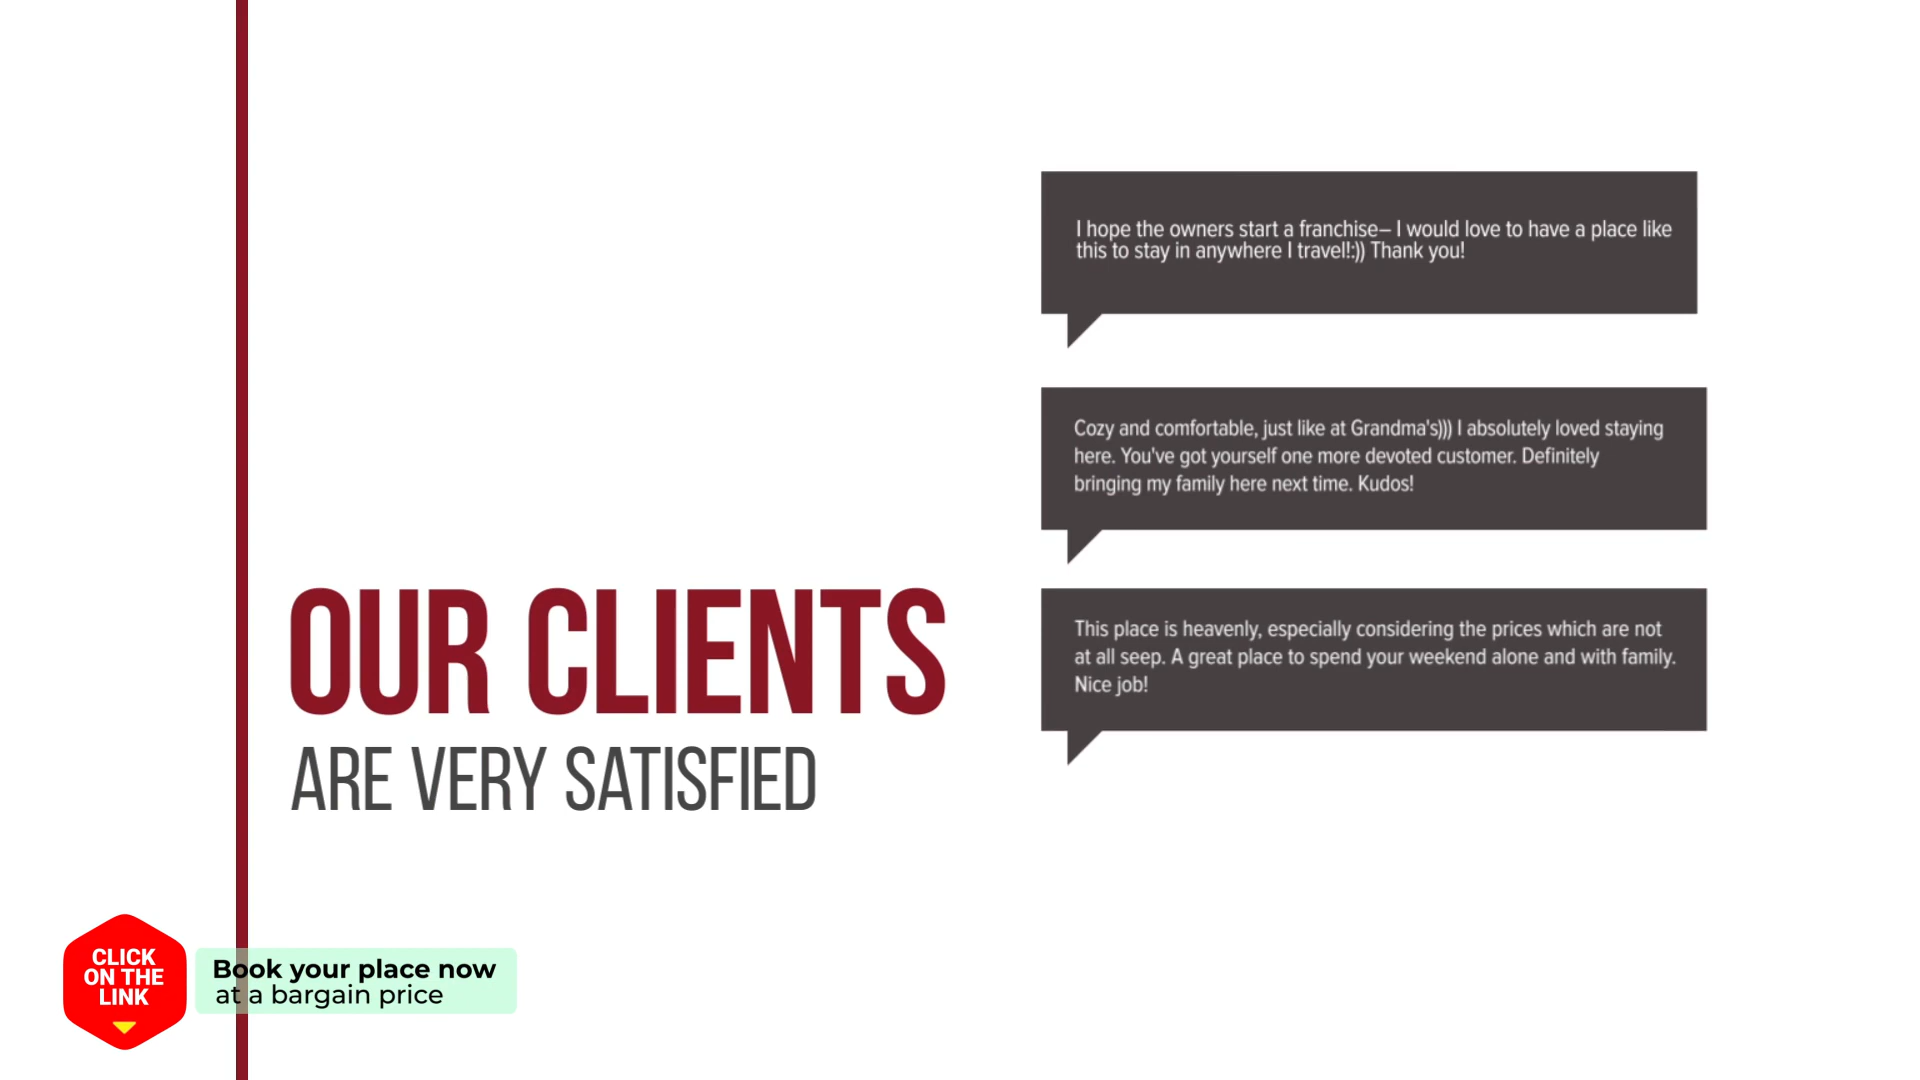 I hope the owners start a franchise– I would love to have a place like
this to stay in anywhere I travel!:)) Thank you!
Cozy and comfortable, just like at Grandma's))) I absolutely loved staying
here. You've got yourself one more devoted customer. Definitely
bringing my family here next time. Kudos!
This place is heavenly, especially considering the prices which are not
at all seep. A great place to spend your weekend alone and with family.
Nice job!
OUR CLIENTS
ARE VERY SATISFIED
CLICK
ON THE
LINK
Book your place now
at a bargain price